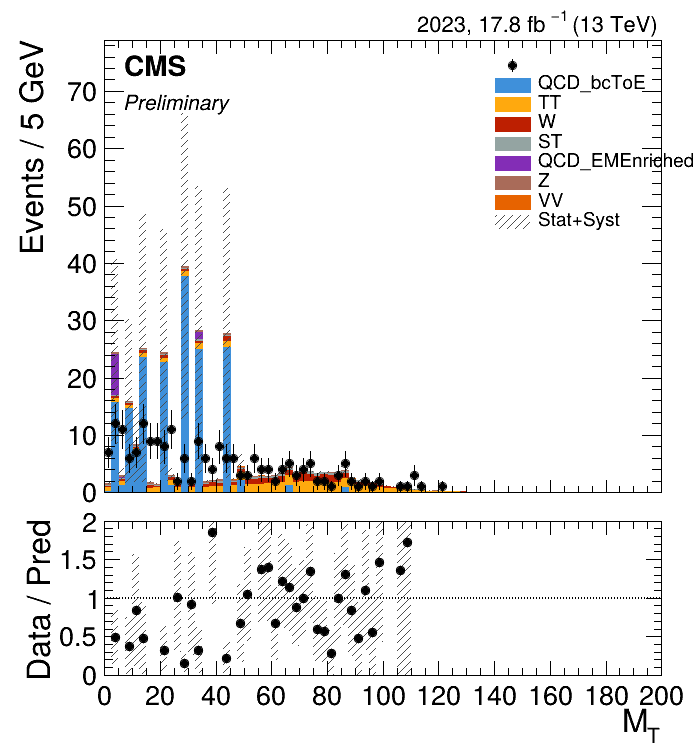 2023, 17.8 fb⁻¹ (13 TeV)
CMS
Preliminary
QCD_bcToE
TT
W
ST
QCD_EMEnriched
Z
VV
Stat+Syst
Events / 5 GeV
70
60
50
40
30
20
10
0
Data / Pred
2
1.5
1
0.5
0
0 20 40 60 80 100 120 140 160 180 200
M_T